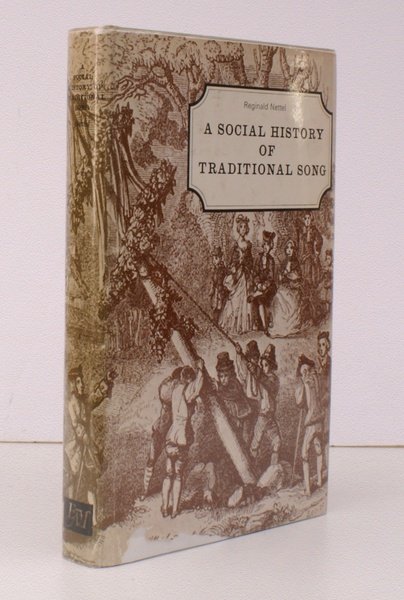 Reginald Nettel
A SOCIAL HISTORY
OF
TRADITIONAL SONG